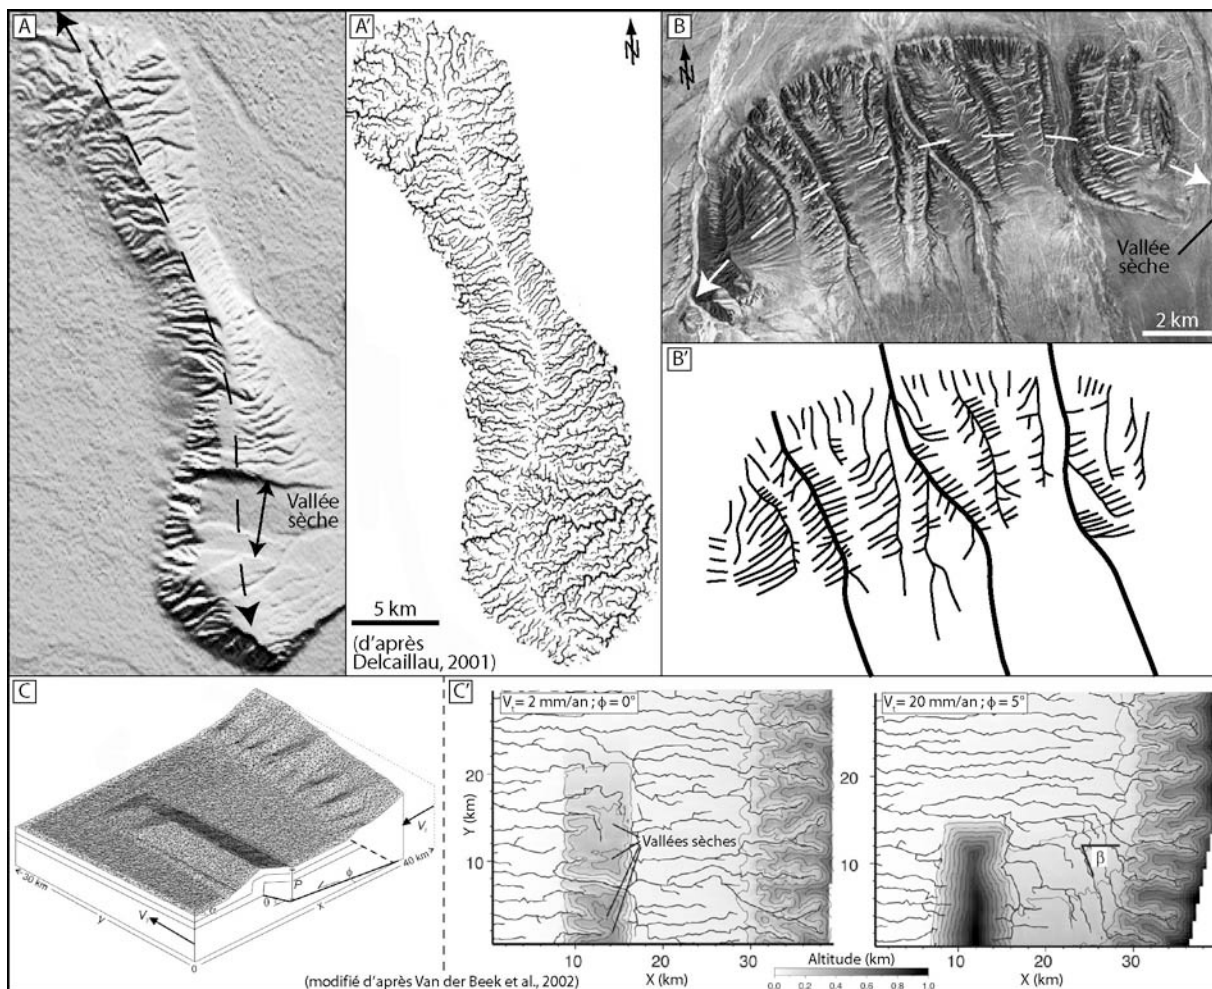 A
A'
N
B
N
Vallée
sèche
2 km
Vallée
sèche
5 km
(d'après
Delcaillau, 2001)
B'
C
40 km
30 km
0
(modifié d'après Van der Beek et al., 2002)
C'
Vt = 2 mm/an ; ϕ = 0°
Vt = 20 mm/an ; ϕ = 5°
20
10
Y (km)
Vallées sèches
10 20 30
X (km)
20
10
β
10 20 30
X (km)
Altitude (km)
0.0 0.2 0.4 0.6 0.8 1.0